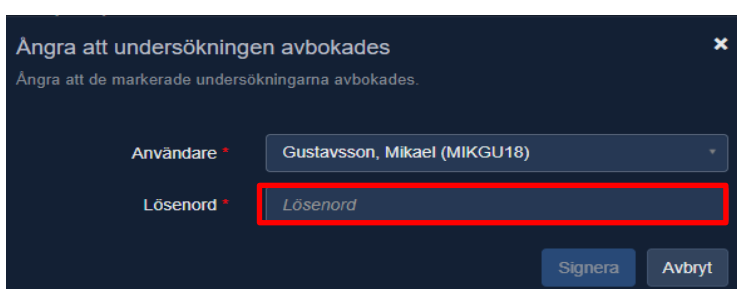 Ångra att undersökningen avbokades
Ångra att de markerade undersökningarna avbokades.
Användare *
Gustavsson, Mikael (MIKGU18)
Lösenord *
Lösenord
Signera
Avbryt